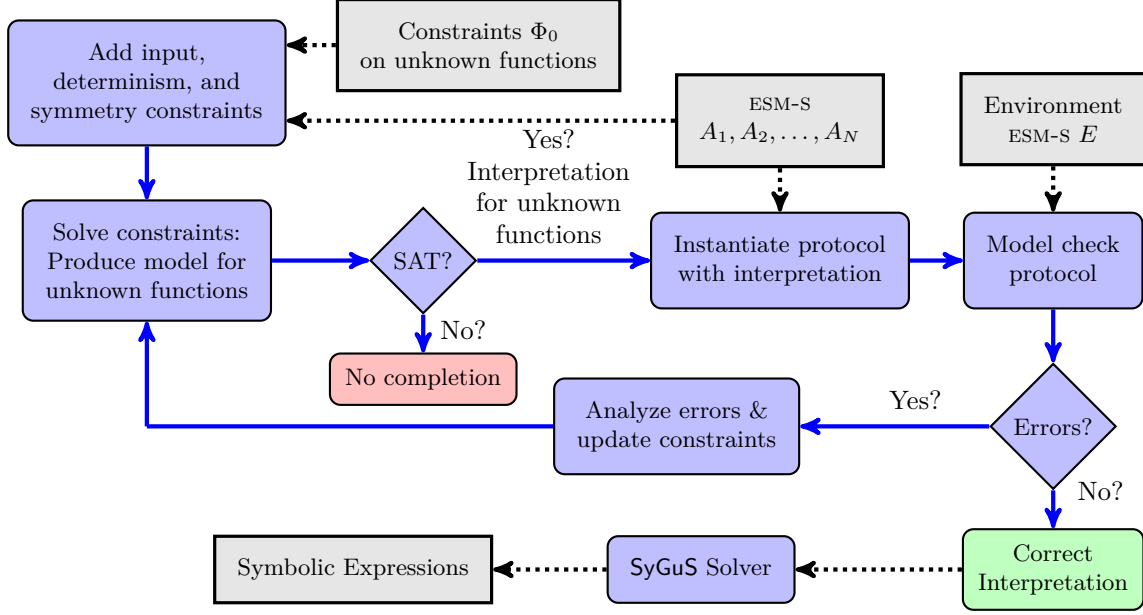 Add input,
determinism, and
symmetry constraints
Constraints Φ₀
on unknown functions
ESM-S
A₁, A₂, . . . , A_N
Environment
ESM-S E
Solve constraints:
Produce model for
unknown functions
SAT?
Yes?
Interpretation
for unknown
functions
Instantiate protocol
with interpretation
Model check
protocol
No?
No completion
Analyze errors &
update constraints
Yes?
Errors?
No?
Symbolic Expressions
SyGuS Solver
Correct
Interpretation